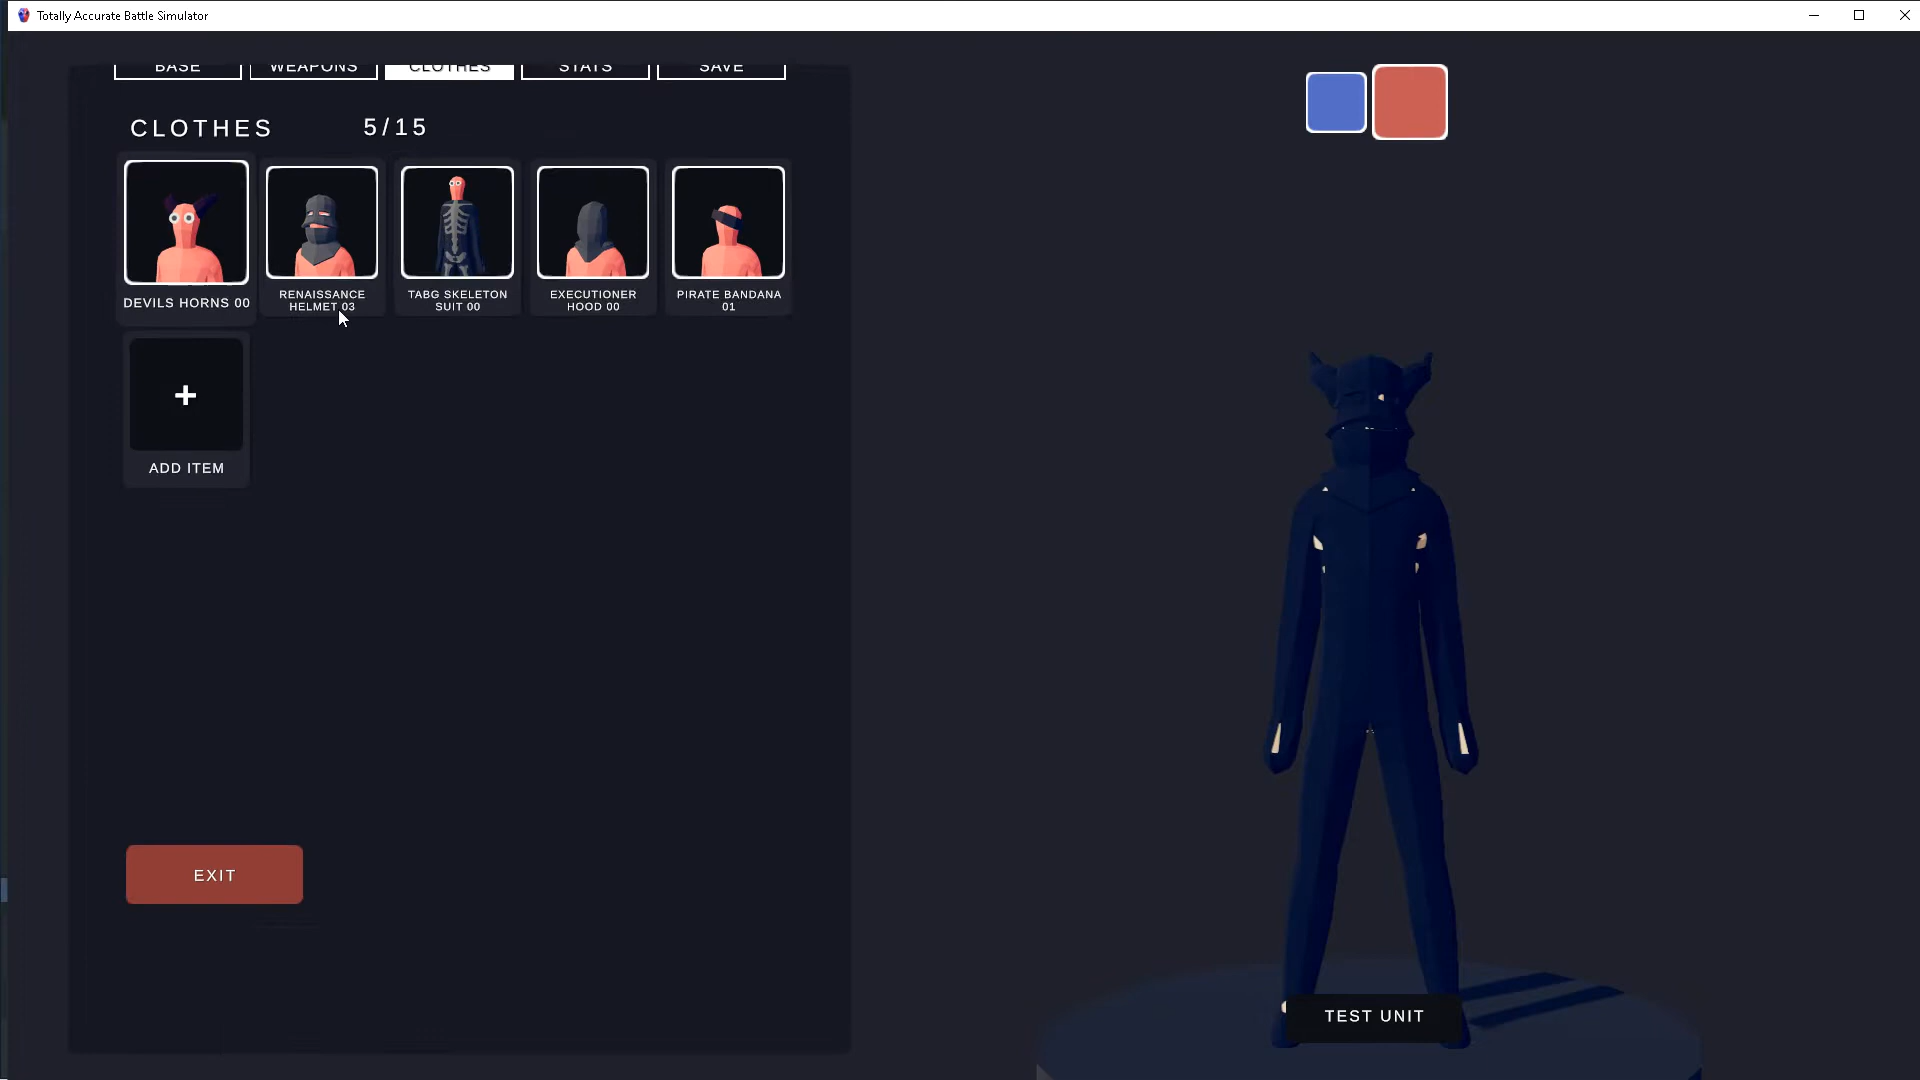 Totally Accurate Battle Simulator
BASE WEAPONS CLOTHES STATS SAVE
CLOTHES 5/15
DEVILS HORNS 00
RENAISSANCE
HELMET 03
TABG SKELETON
SUIT 00
EXECUTIONER
HOOD 00
PIRATE BANDANA
01
+
ADD ITEM
EXIT
TEST UNIT